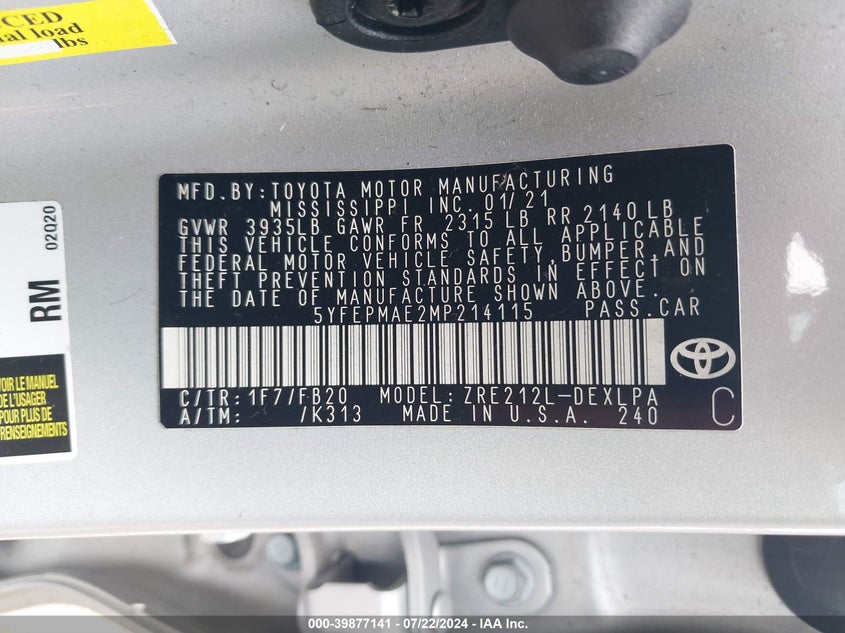 CED
al load
lbs
MFD. BY: TOYOTA MOTOR MANUFACTURING
MISSISSIPPI INC. 01/21
GVWR 3935LB GAWR FR 2315 LB RR 2140 LB
THIS VEHICLE CONFORMS TO ALL APPLICABLE
FEDERAL MOTOR VEHICLE SAFETY, BUMPER, AND
THEFT PREVENTION STANDARDS IN EFFECT ON
THE DATE OF MANUFACTURE SHOWN ABOVE.
5YFEPMAE2MP214115 PASS. CAR
C/TR: 1F7/FB20 MODEL: ZRE212L-DEXLPA
A/TM: /K313 MADE IN U.S.A. 240
C
RM
02020
VOIR LE MANUEL
DE L'USAGER
POUR PLUS DE
RENSEIGNEMENTS
000-39877141 - 07/22/2024 - IAA Inc.